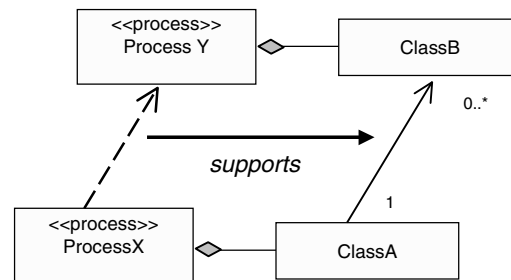 <<process>>
Process Y
ClassB
0..*
supports
1
<<process>>
ProcessX
ClassA